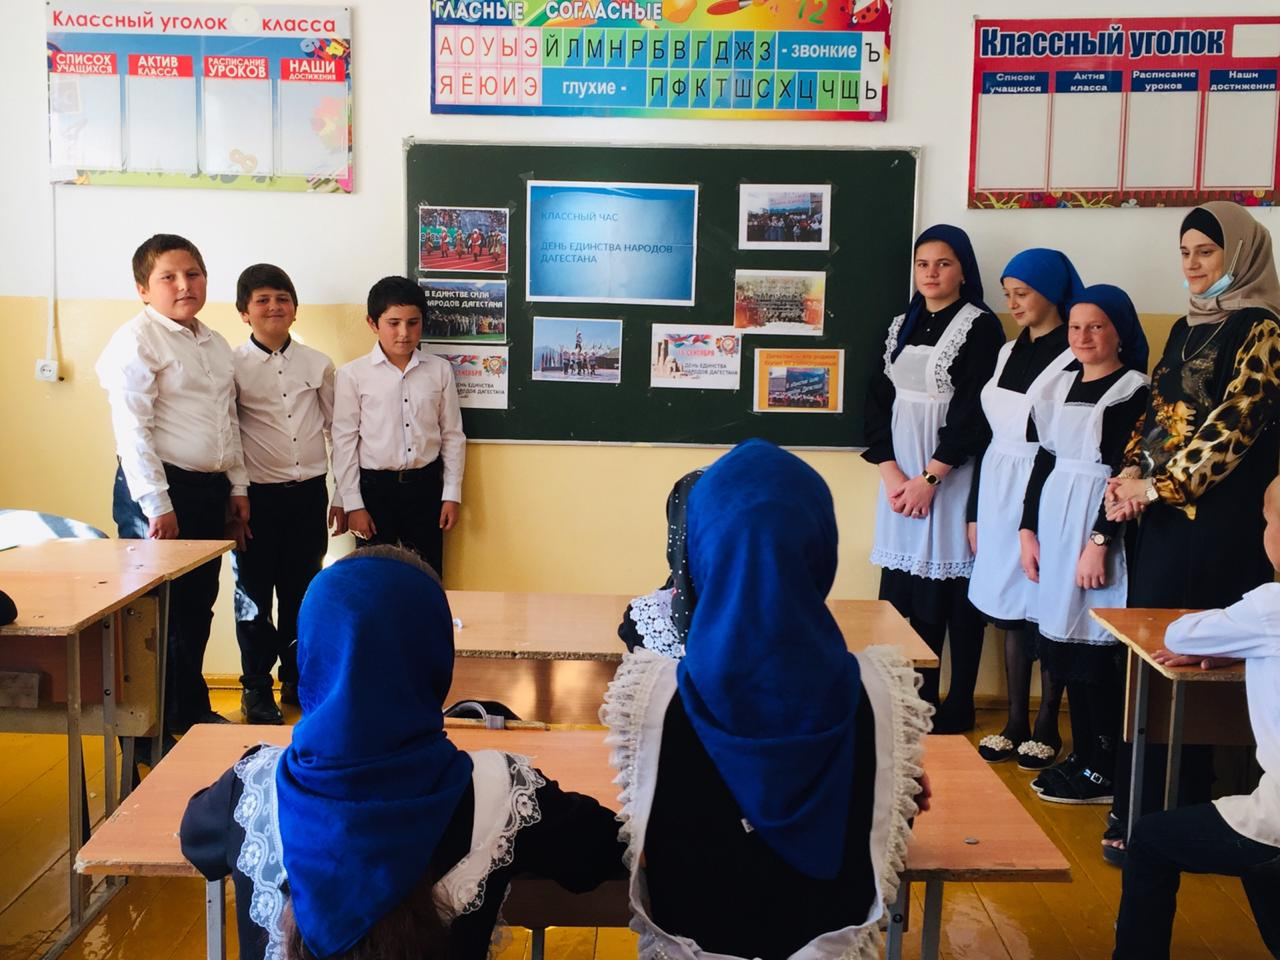 Классный уголок класса
СПИСОК УЧАЩИХСЯ
АКТИВ КЛАССА
РАСПИСАНИЕ УРОКОВ
НАШИ ДОСТИЖЕНИЯ
ГЛАСНЫЕ СОГЛАСНЫЕ
А О У Ы Э Й Л М Н Р Б В Г Д Ж З - звонкие Ъ
Я Ё Ю И Э глухие - П Ф К Т Ш С Х Ц Ч Щ Ь
Классный уголок
Список учащихся
Актив класса
Расписание уроков
Наши достижения
КЛАССНЫЙ ЧАС
ДЕНЬ ЕДИНСТВА НАРОДОВ
ДАГЕСТАНА
В ЕДИНСТВЕ СИЛА
НАРОДОВ ДАГЕСТАНА
СЕНТЯБРЯ
ДЕНЬ ЕДИНСТВА
НАРОДОВ ДАГЕСТАНА
15 СЕНТЯБРЯ
ДЕНЬ ЕДИНСТВА
НАРОДОВ ДАГЕСТАНА